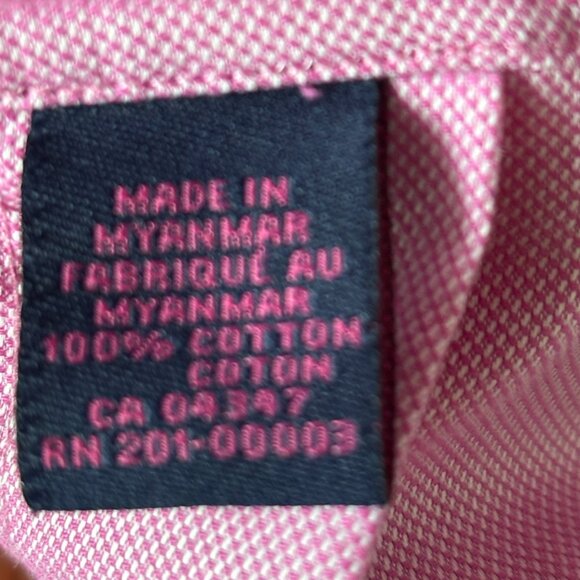 MADE IN
MYANMAR
FABRIQUÉ AU
MYANMAR
100% COTTON
COTON
CA 04347
RN 201-00003